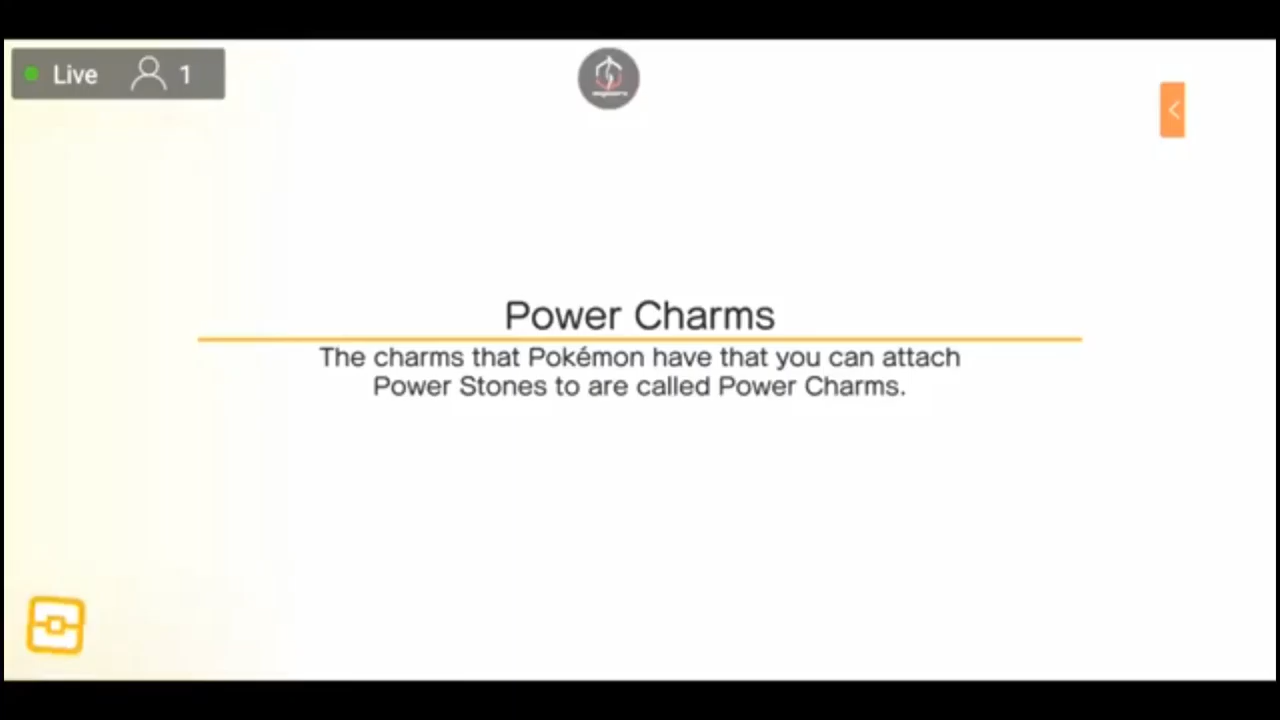 Live 1
Power Charms
The charms that Pokémon have that you can attach
Power Stones to are called Power Charms.